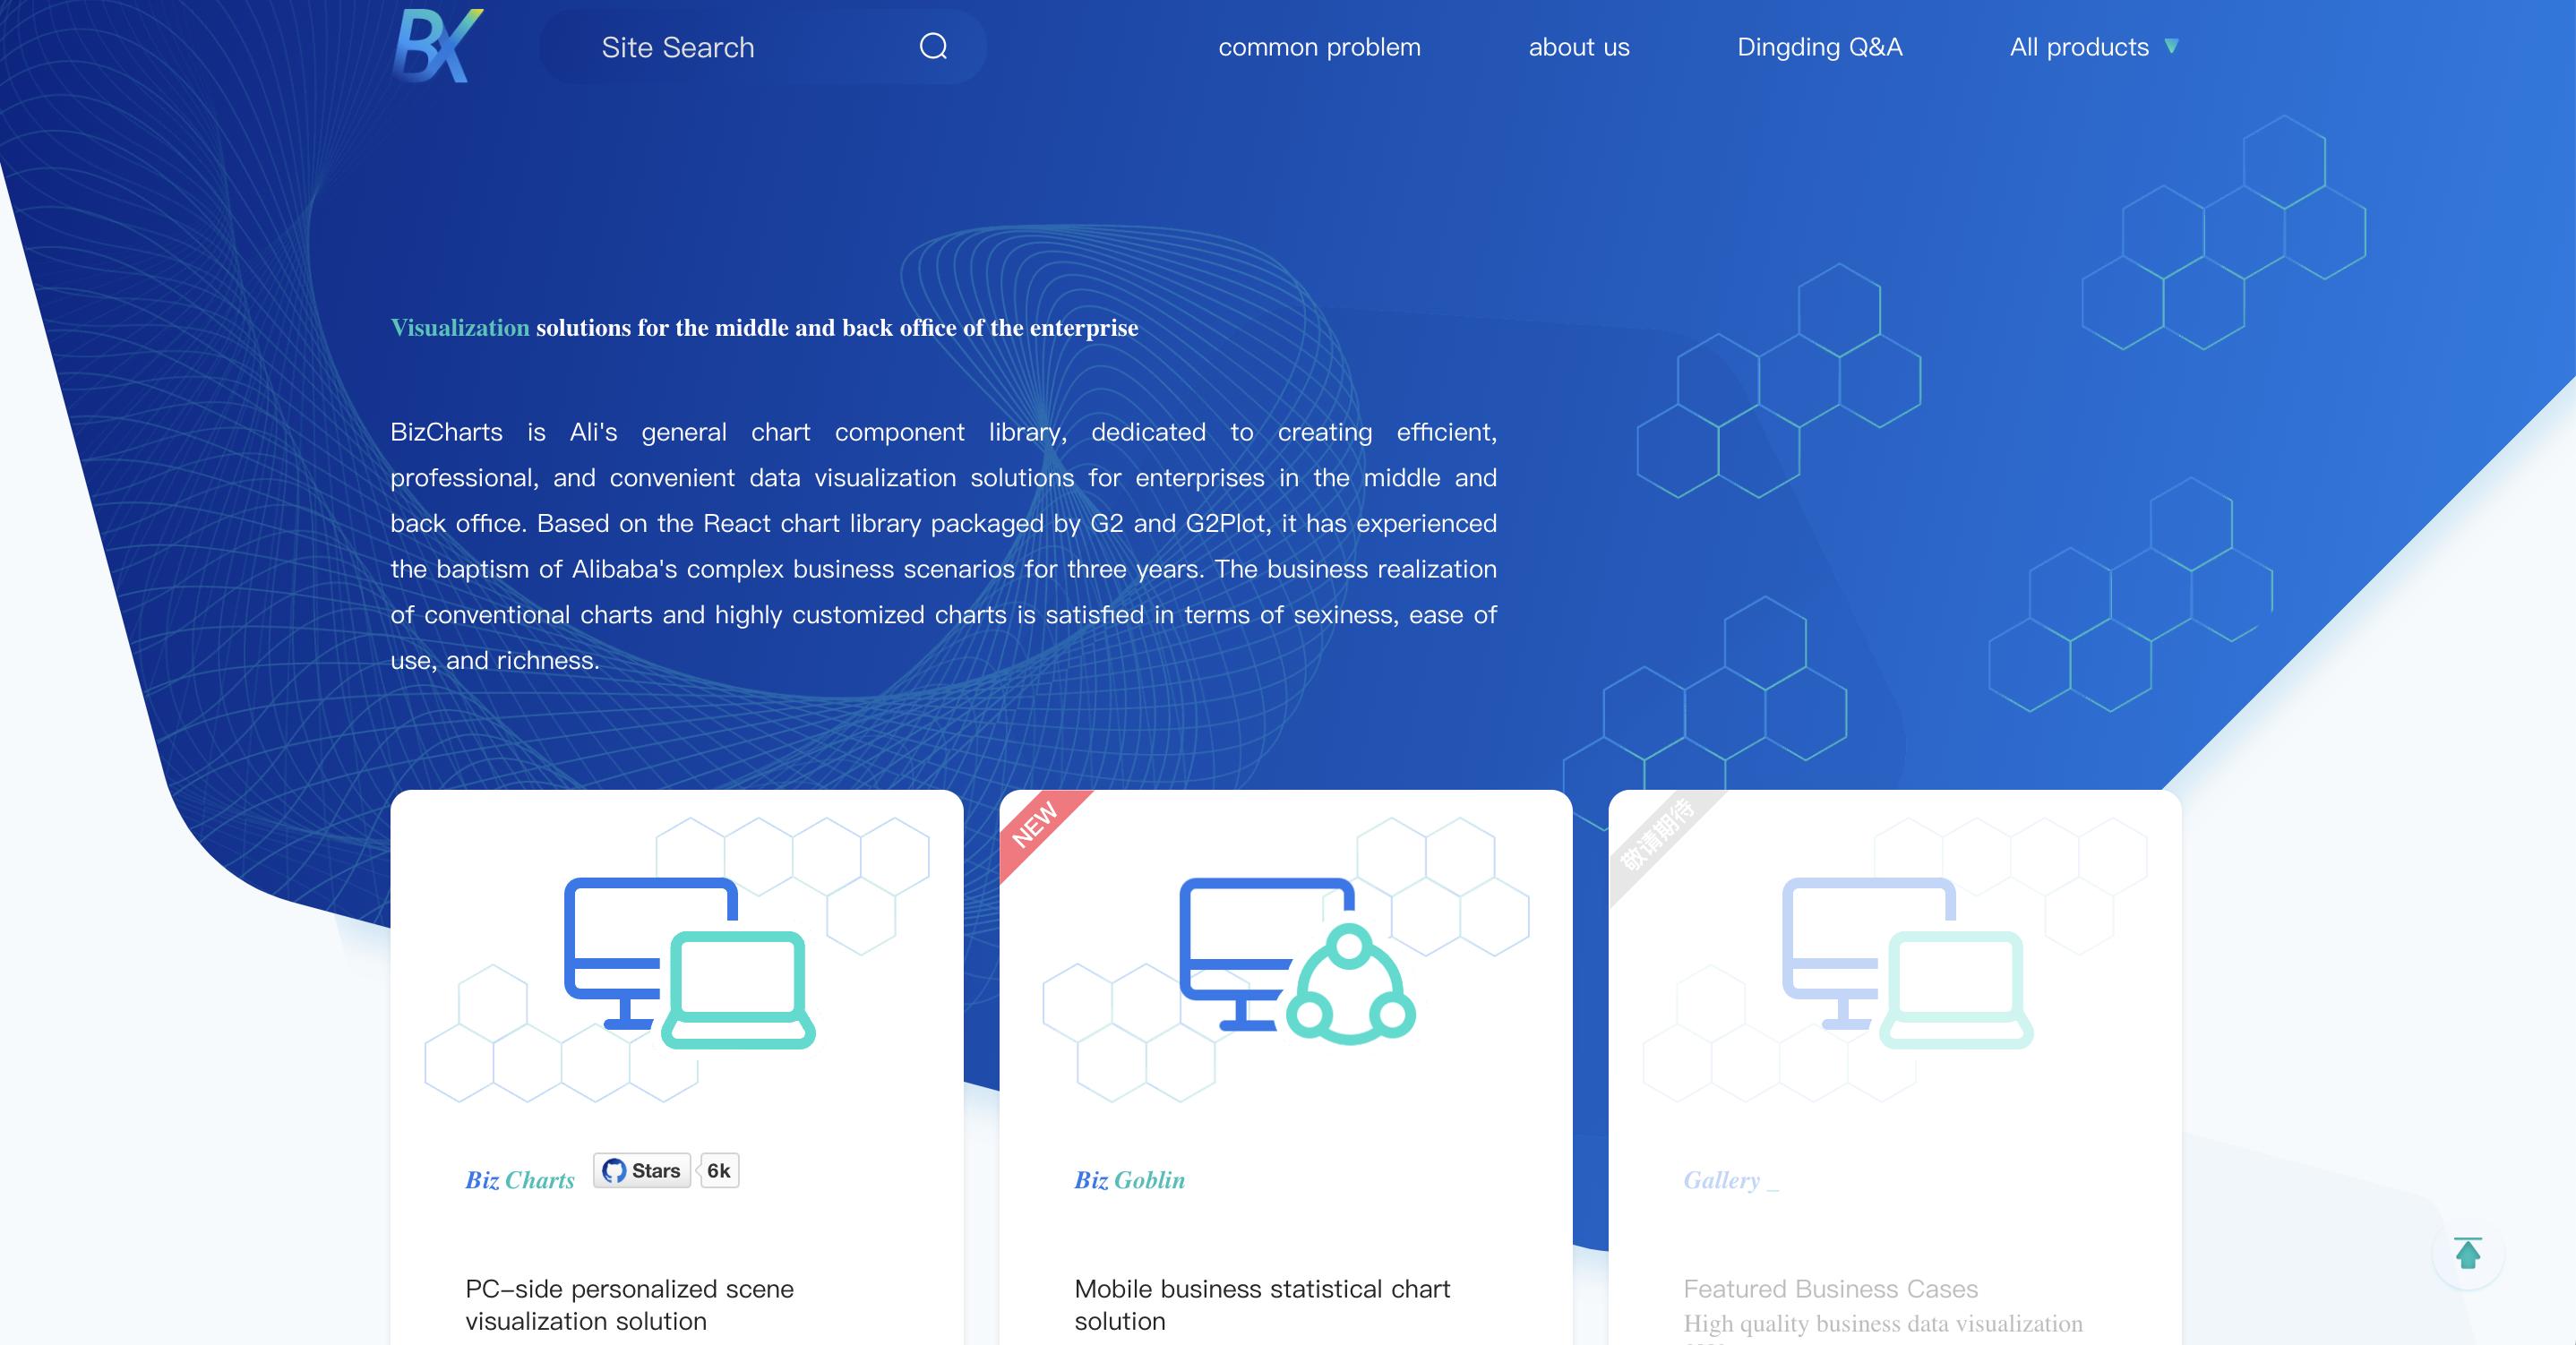 BX
Site Search
common problem
about us
Dingding Q&A
All products
Visualization solutions for the middle and back office of the enterprise
BizCharts is Ali's general chart component library, dedicated to creating efficient,
professional, and convenient data visualization solutions for enterprises in the middle and
back office. Based on the React chart library packaged by G2 and G2Plot, it has experienced
the baptism of Alibaba's complex business scenarios for three years. The business realization
of conventional charts and highly customized charts is satisfied in terms of sexiness, ease of
use, and richness.
Biz Charts
Stars 6k
PC-side personalized scene
visualization solution
NEW
Biz Goblin
Mobile business statistical chart
solution
敬请期待
Gallery _
Featured Business Cases
High quality business data visualization